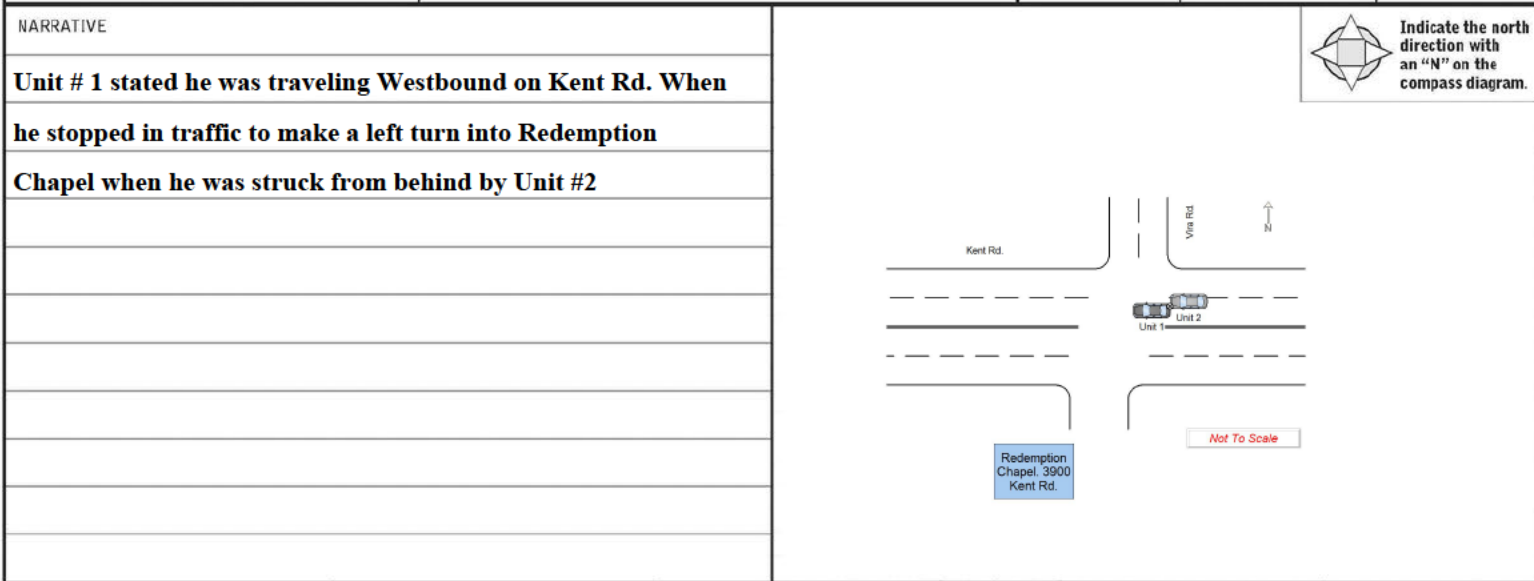 NARRATIVE
Unit # 1 stated he was traveling Westbound on Kent Rd. When
he stopped in traffic to make a left turn into Redemption
Chapel when he was struck from behind by Unit #2
Indicate the north
direction with
an “N” on the
compass diagram.
Kent Rd.
Vira Rd.
N
Unit 2
Unit 1
Not To Scale
Redemption
Chapel. 3900
Kent Rd.